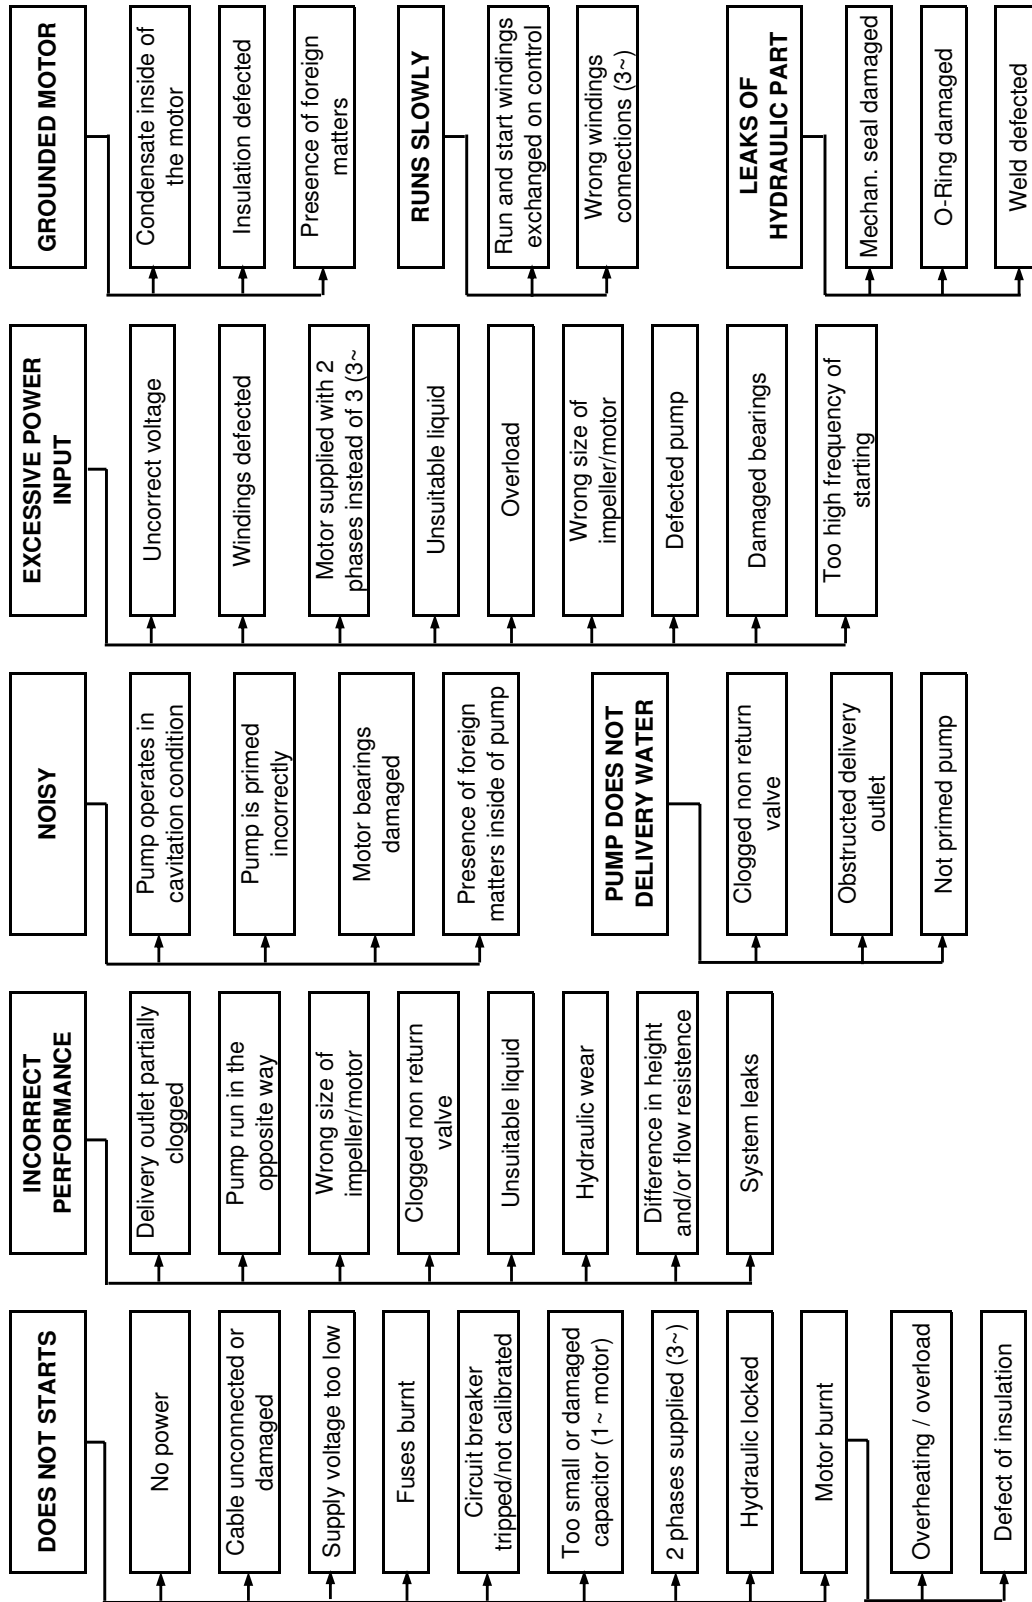 DOES NOT STARTS
No power
Cable unconnected or
damaged
Supply voltage too low
Fuses burnt
Circuit breaker
tripped/not calibrated
Too small or damaged
capacitor (1~ motor)
2 phases supplied (3~)
Hydraulic locked
Motor burnt
Overheating / overload
Defect of insulation
INCORRECT
PERFORMANCE
Delivery outlet partially
clogged
Pump run in the
opposite way
Wrong size of
impeller/motor
Clogged non return
valve
Unsuitable liquid
Hydraulic wear
Difference in height
and/or flow resistence
System leaks
NOISY
Pump operates in
cavitation condition
Pump is primed
incorrectly
Motor bearings
damaged
Presence of foreign
matters inside of pump
PUMP DOES NOT
DELIVERY WATER
Clogged non return
valve
Obstructed delivery
outlet
Not primed pump
EXCESSIVE POWER
INPUT
Uncorrect voltage
Windings defected
Motor supplied with 2
phases instead of 3 (3~
Unsuitable liquid
Overload
Wrong size of
impeller/motor
Defected pump
Damaged bearings
Too high frequency of
starting
GROUNDED MOTOR
Condensate inside of
the motor
Insulation defected
Presence of foreign
matters
RUNS SLOWLY
Run and start windings
exchanged on control
Wrong windings
connections (3~)
LEAKS OF
HYDRAULIC PART
Mechan. seal damaged
O-Ring damaged
Weld defected